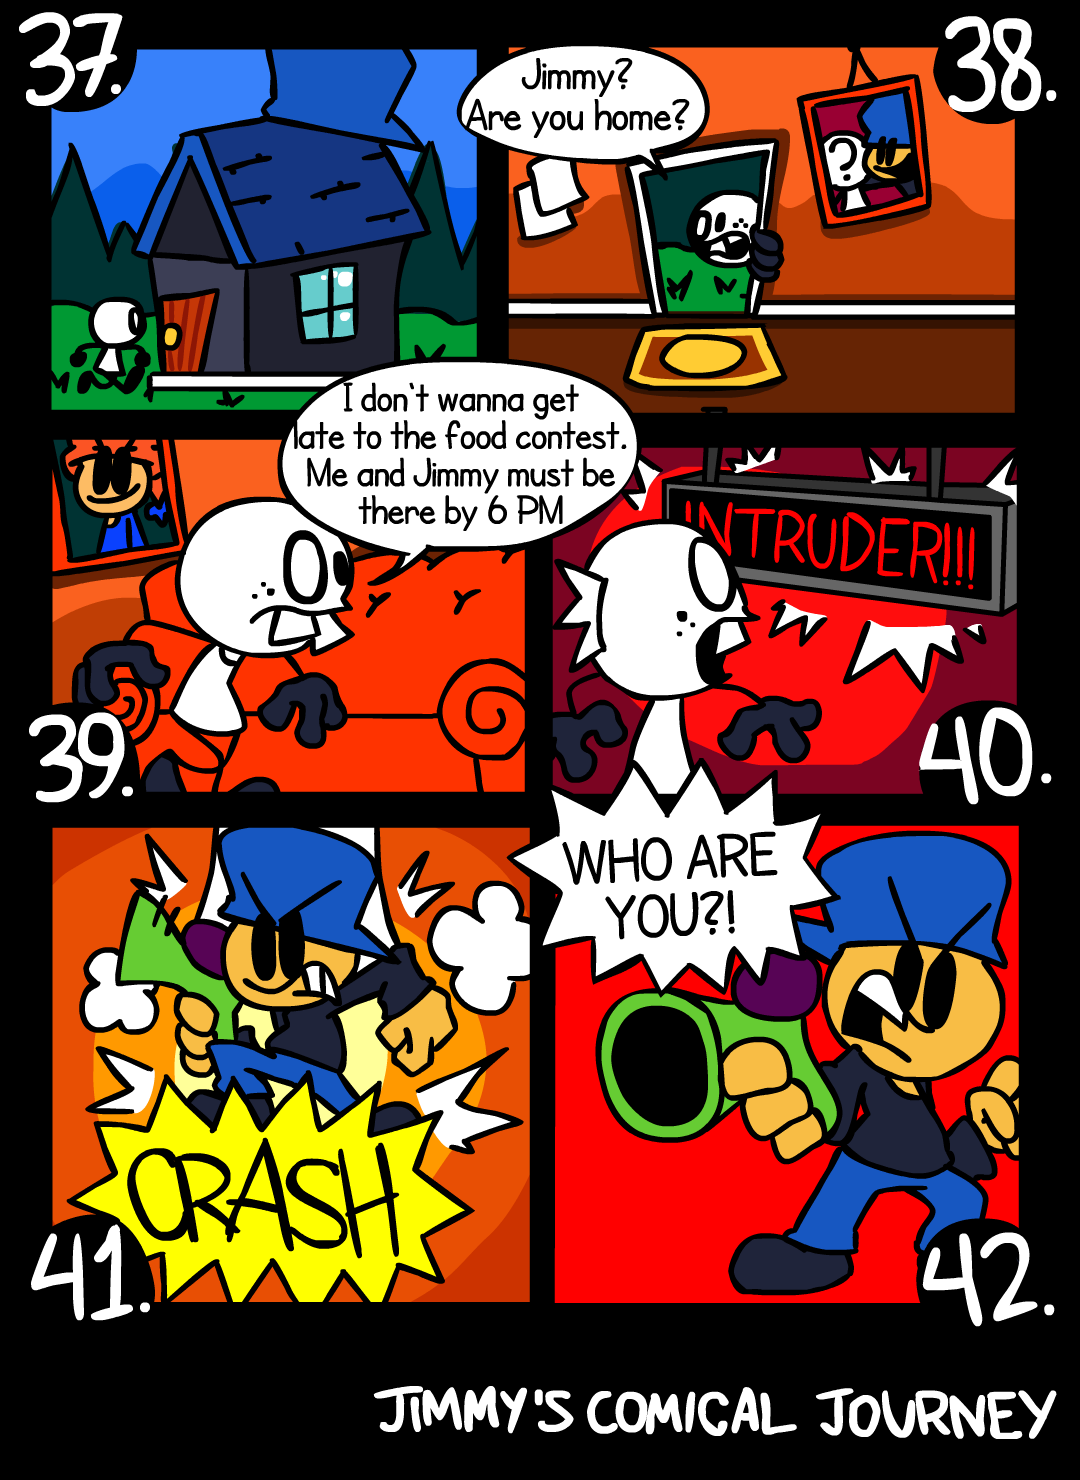 37.
38.
Jimmy?
Are you home?
?
I don't wanna get
late to the food contest.
Me and Jimmy must be
there by 6 PM
39.
INTRUDER!!!
40.
CRASH
41.
WHO ARE
YOU?!
42.
JIMMY'S COMICAL JOURNEY